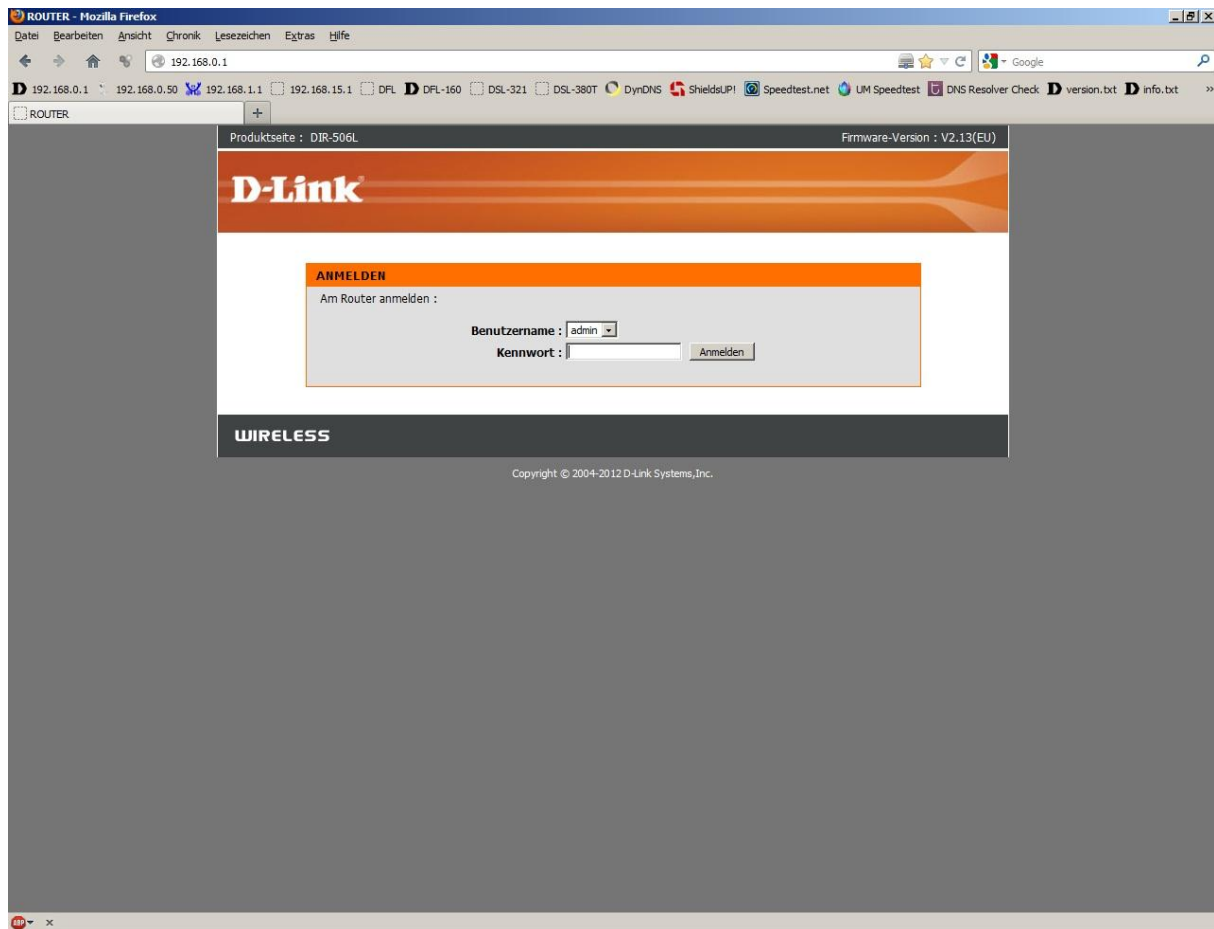 ROUTER - Mozilla Firefox
Datei Bearbeiten Ansicht Chronik Lesezeichen Extras Hilfe
192.168.0.1 Google
192.168.0.1 192.168.0.50 192.168.1.1 192.168.15.1 DFL DFL-160 DSL-321 DSL-380T DynDNS ShieldsUP! Speedtest.net UM Speedtest DNS Resolver Check version.txt info.txt »
ROUTER +
Produktseite : DIR-506L Firmware-Version : V2.13(EU)
D-Link
ANMELDEN
Am Router anmelden :
Benutzername : admin
Kennwort : Anmelden
WIRELESS
Copyright © 2004-2012 D-Link Systems,Inc.
ABP